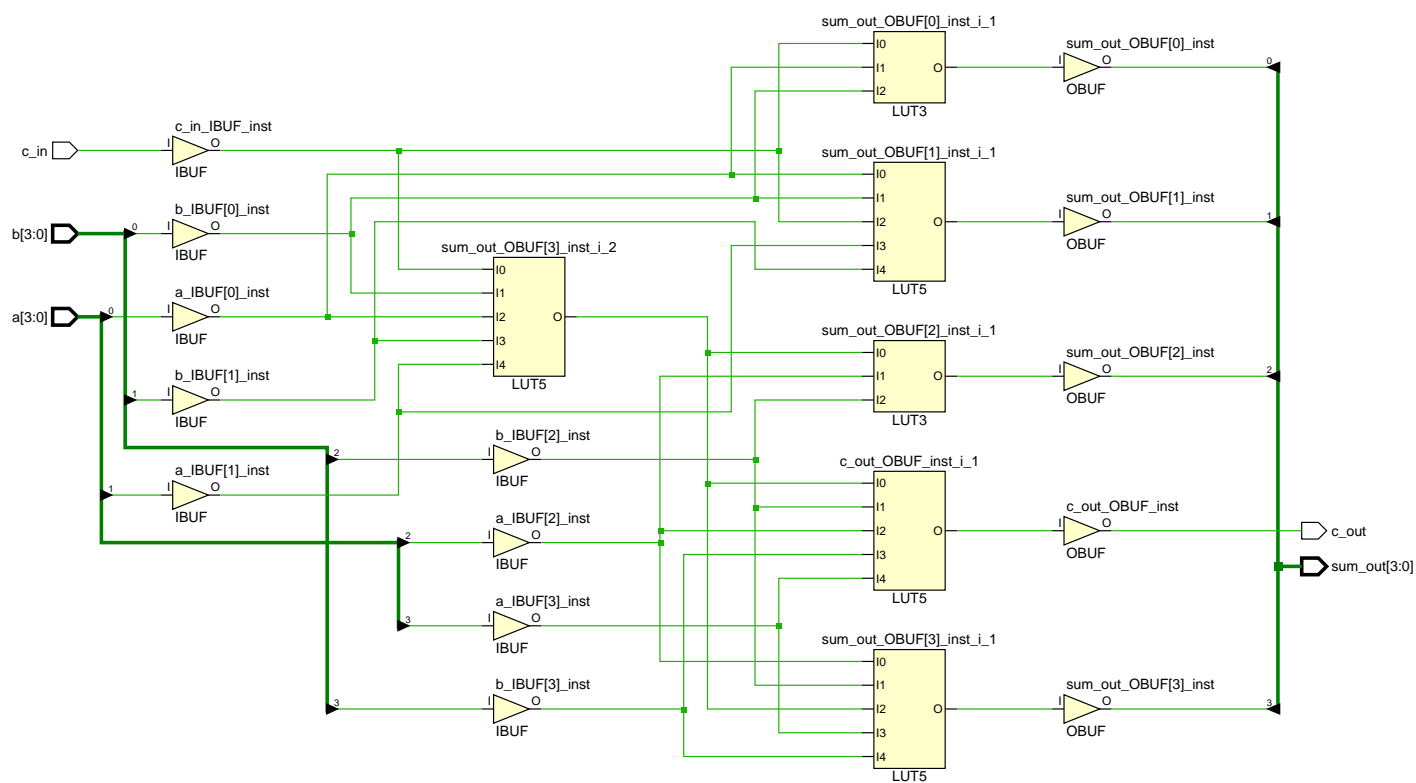 sum_out_OBUF[0]_inst_i_1
I0
I1
I2
O
LUT3
sum_out_OBUF[0]_inst
I
O
OBUF
0
c_in
c_in_IBUF_inst
I
O
IBUF
sum_out_OBUF[1]_inst_i_1
I0
I1
I2
I3
I4
O
LUT5
sum_out_OBUF[1]_inst
I
O
OBUF
1
b[3:0]
0
b_IBUF[0]_inst
I
O
IBUF
a[3:0]
0
a_IBUF[0]_inst
I
O
IBUF
sum_out_OBUF[3]_inst_i_2
I0
I1
I2
I3
I4
O
LUT5
1
b_IBUF[1]_inst
I
O
IBUF
sum_out_OBUF[2]_inst_i_1
I0
I1
I2
O
LUT3
sum_out_OBUF[2]_inst
I
O
OBUF
2
1
a_IBUF[1]_inst
I
O
IBUF
2
b_IBUF[2]_inst
I
O
IBUF
c_out_OBUF_inst_i_1
I0
I1
I2
I3
I4
O
LUT5
c_out_OBUF_inst
I
O
OBUF
c_out
2
a_IBUF[2]_inst
I
O
IBUF
sum_out[3:0]
3
a_IBUF[3]_inst
I
O
IBUF
sum_out_OBUF[3]_inst_i_1
I0
I1
I2
I3
I4
O
LUT5
sum_out_OBUF[3]_inst
I
O
OBUF
3
3
b_IBUF[3]_inst
I
O
IBUF